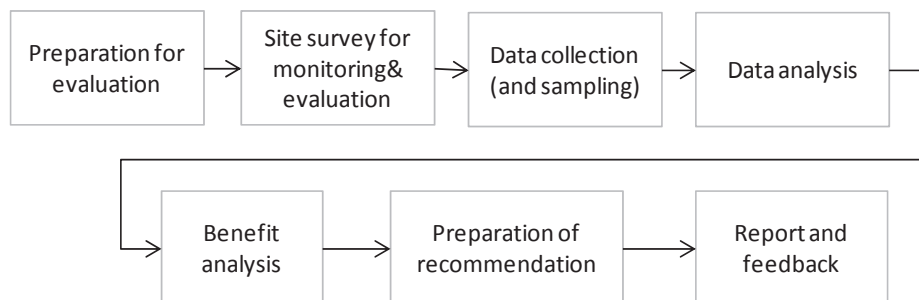 Preparation for
evaluation
Site survey for
monitoring&
evaluation
Data collection
(and sampling)
Data analysis
Benefit
analysis
Preparation of
recommendation
Report and
feedback